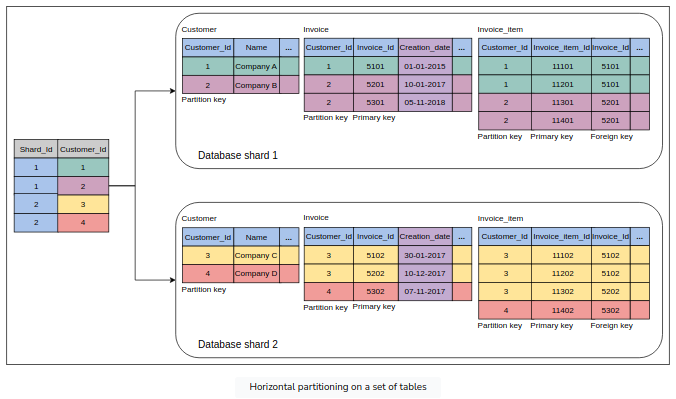 Shard_Id Customer_Id
1 1
1 2
2 3
2 4
Customer
Customer_Id Name ...
1 Company A
2 Company B
Partition key
Invoice
Customer_Id Invoice_Id Creation_date ...
1 5101 01-01-2015
2 5201 10-01-2017
2 5301 05-11-2018
Partition key Primary key
Invoice_item
Customer_Id Invoice_item_Id Invoice_Id ...
1 11101 5101
1 11201 5101
2 11301 5201
2 11401 5201
Partition key Primary key Foreign key
Database shard 1
Customer
Customer_Id Name ...
3 Company C
4 Company D
Partition key
Invoice
Customer_Id Invoice_Id Creation_date ...
3 5102 30-01-2017
3 5202 10-12-2017
4 5302 07-11-2017
Partition key Primary key
Invoice_item
Customer_Id Invoice_item_Id Invoice_Id ...
3 11102 5102
3 11202 5102
3 11302 5202
4 11402 5302
Partition key Primary key Foreign key
Database shard 2
Horizontal partitioning on a set of tables